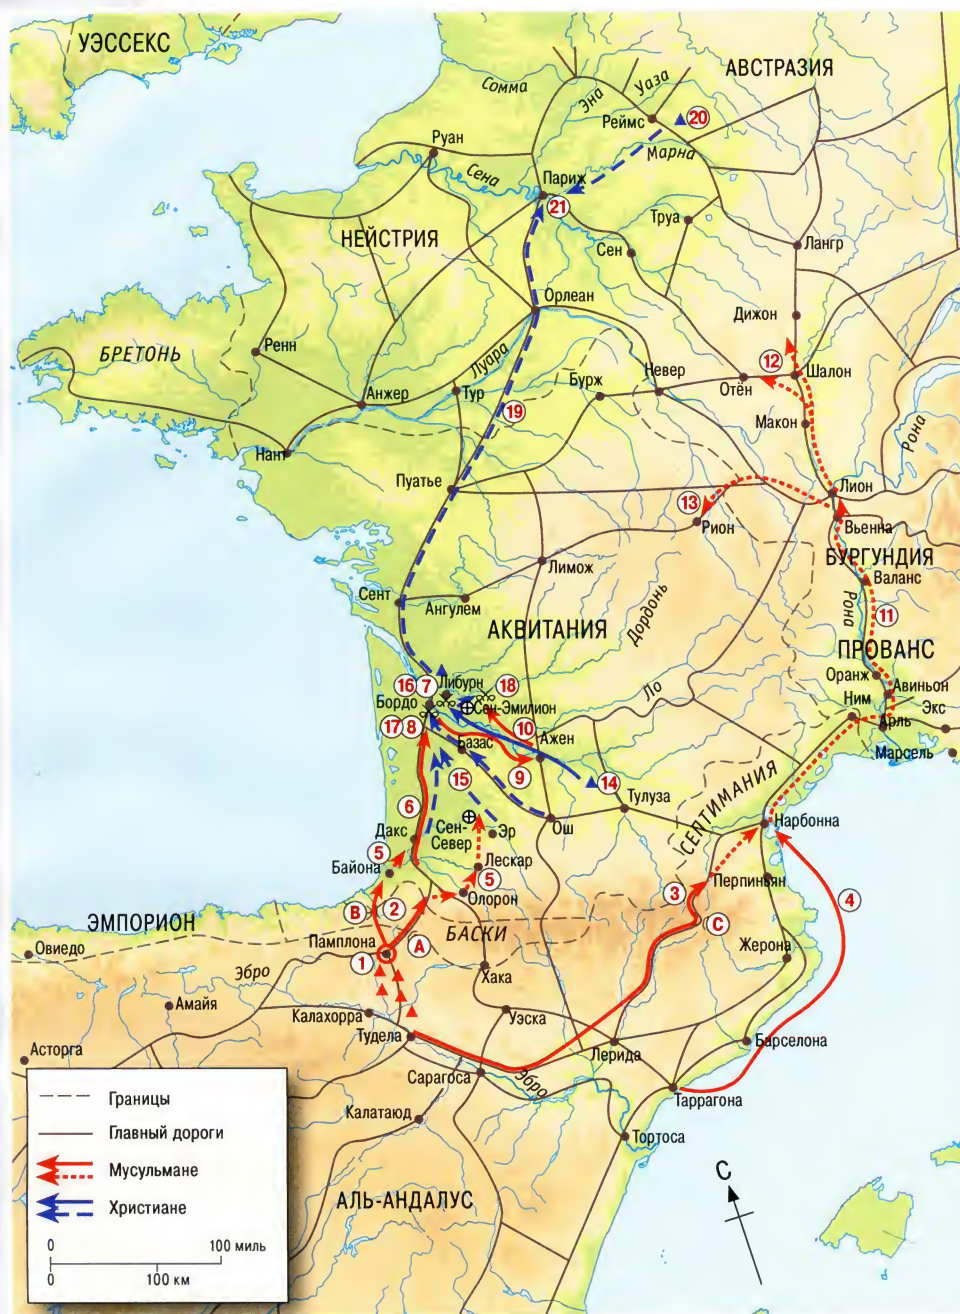 УЭССЕКС
АВСТРАЗИЯ
Сомма
Эна
Уаза
Реймс
20
Марна
Руан
Сена
Париж
21
Труа
НЕЙСТРИЯ
Сен
Лангр
Орлеан
Дижон
БРЕТОНЬ
Ренн
Луара
12
Шалон
Невер
Отён
Бурж
Анжер
Тур
19
Макон
Рона
Нант
Пуатье
Лион
13
Рион
Вьенна
БУРГУНДИЯ
Лимож
Валанс
Сент
Ангулем
Дордонь
Рона
11
АКВИТАНИЯ
ПРОВАНС
Оранж
Ло
16
7
Либурн
18
Авиньон
Бордо
Сен-Эмилион
Ним
Экс
17
8
Арль
10
Ажен
Базас
Марсель
15
9
14
СЕПТИМАНИЯ
Тулуза
6
Сен-
Север
Эр
Ош
Нарбонна
Дакс
5
Байона
Лескар
5
Перпиньян
Олорон
3
4
B
2
C
ЭМПОРИОН
БАСКИ
Овиедо
Памплона
A
Жерона
1
Эбро
Хака
Амайя
Калахорра
Уэска
Тудела
Барселона
Лерида
Асторга
Сарагоса
Эбро
Таррагона
Калатаюд
Тортоса
АЛЬ-АНДАЛУС
С
Границы
Главный дороги
Мусульмане
Христиане
0 100 миль
0 100 км